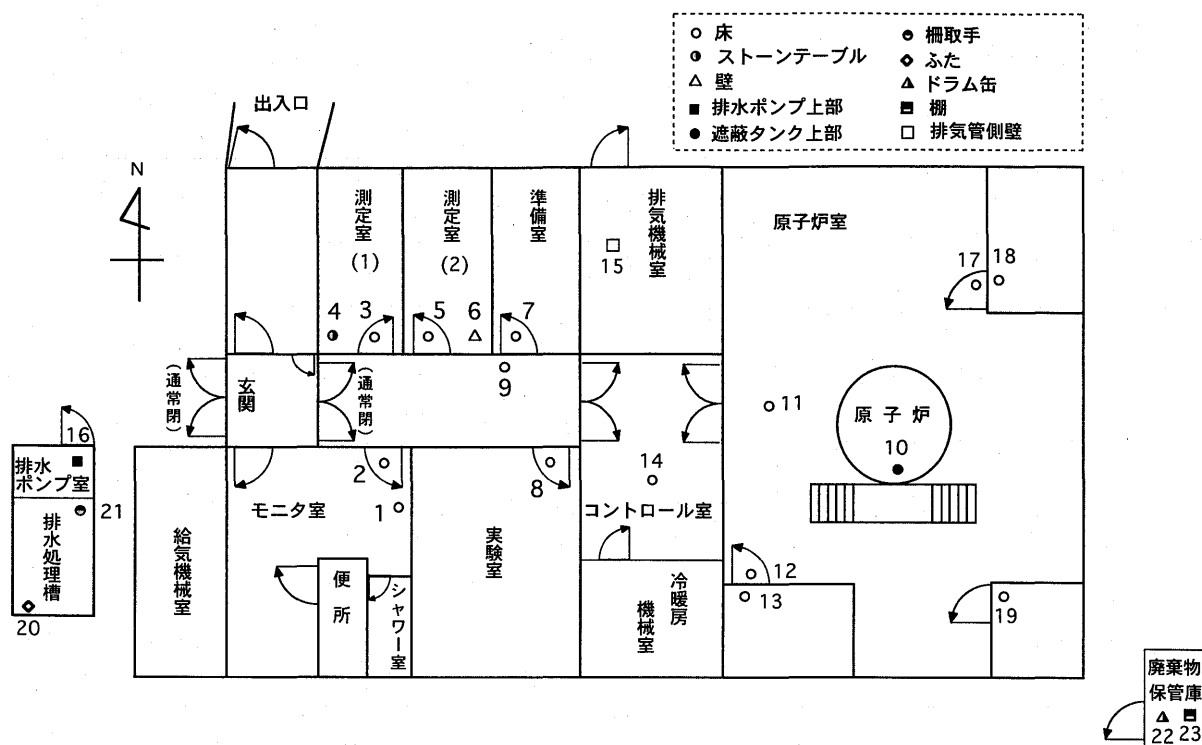 床
ストーンテーブル
壁
排水ポンプ上部
遮蔽タンク上部
柵取手
ふた
ドラム缶
棚
排気管側壁
出入口
N
測定室
(1)
測定室
(2)
準備室
排気機械室
15
原子炉室
17
18
4
3
5
6
7
9
(通常閉)
玄関
(通常閉)
原子炉
10
11
16
排水
ポンプ室
21
排水処理槽
20
給気機械室
モニタ室
2
1
便所
シャワー室
実験室
8
14
コントロール室
冷暖房
機械室
12
13
19
廃棄物
保管庫
22
23